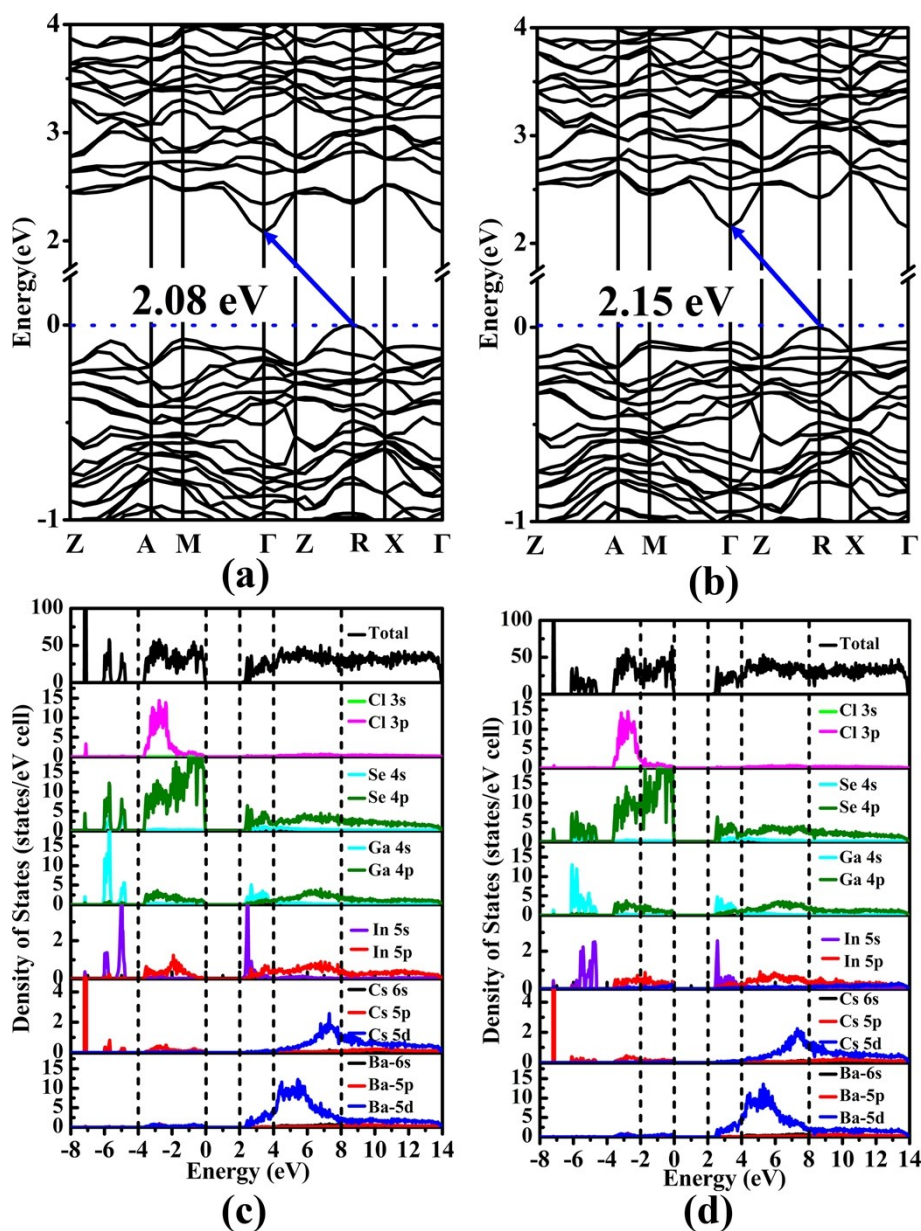 4
3
2
0
-1
Energy(eV)
2.08 eV
Z A M Γ Z R X Γ
(a)
4
3
2
0
-1
Energy(eV)
2.15 eV
Z A M Γ Z R X Γ
(b)
Density of States (states/eV cell)
100
50
0
Total
15
10
5
0
Cl 3s
Cl 3p
15
10
5
0
Se 4s
Se 4p
15
10
5
0
Ga 4s
Ga 4p
2
0
In 5s
In 5p
4
2
0
Cs 6s
Cs 5p
Cs 5d
15
10
5
0
Ba-6s
Ba-5p
Ba-5d
-8 -6 -4 -2 0 2 4 6 8 10 12 14
Energy (eV)
(c)
Density of States (states/eV cell)
100
50
0
Total
15
10
5
0
Cl 3s
Cl 3p
15
10
5
0
Se 4s
Se 4p
15
10
5
0
Ga 4s
Ga 4p
4
2
0
In 5s
In 5p
4
2
0
Cs 6s
Cs 5p
Cs 5d
15
10
5
0
Ba-6s
Ba-5p
Ba-5d
-8 -6 -4 -2 0 2 4 6 8 10 12 14
Energy (eV)
(d)